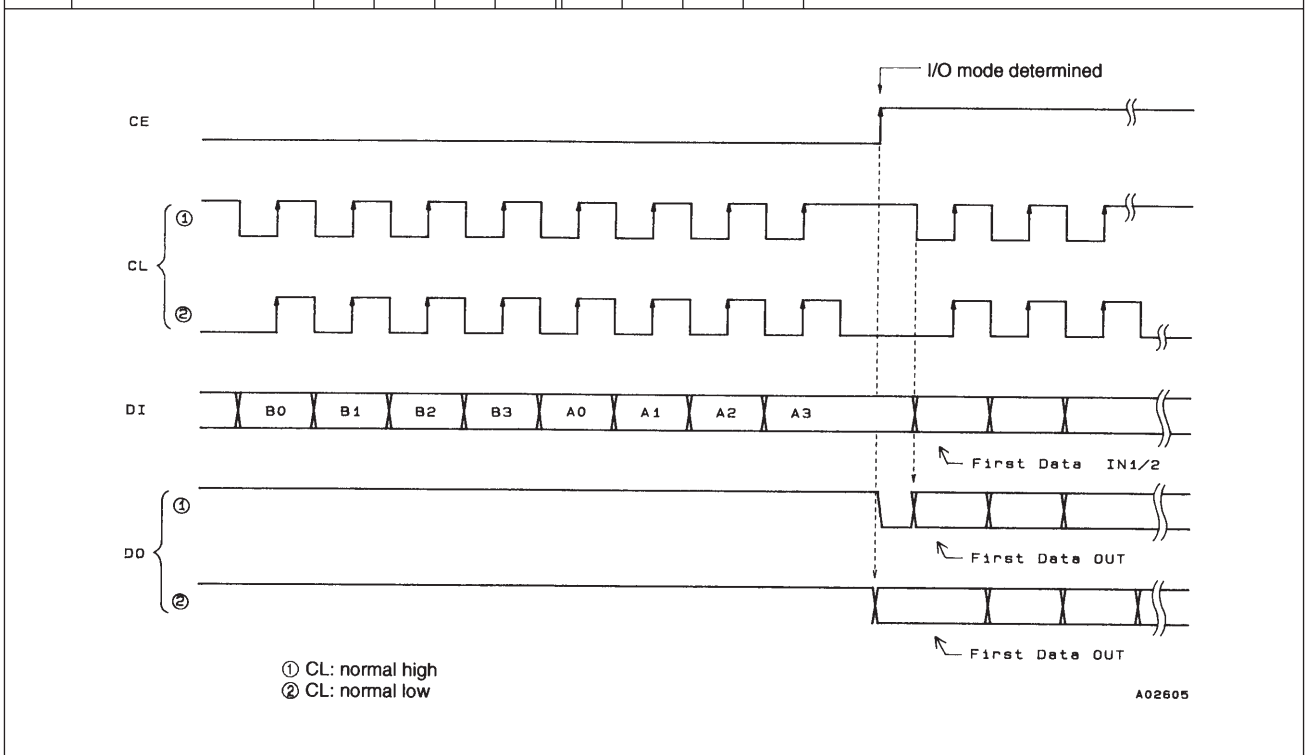 I/O mode determined
CE
①
CL
②
DI B0 B1 B2 B3 A0 A1 A2 A3
First Data IN1/2
①
First Data OUT
DO
②
First Data OUT
① CL: normal high
② CL: normal low
A02605